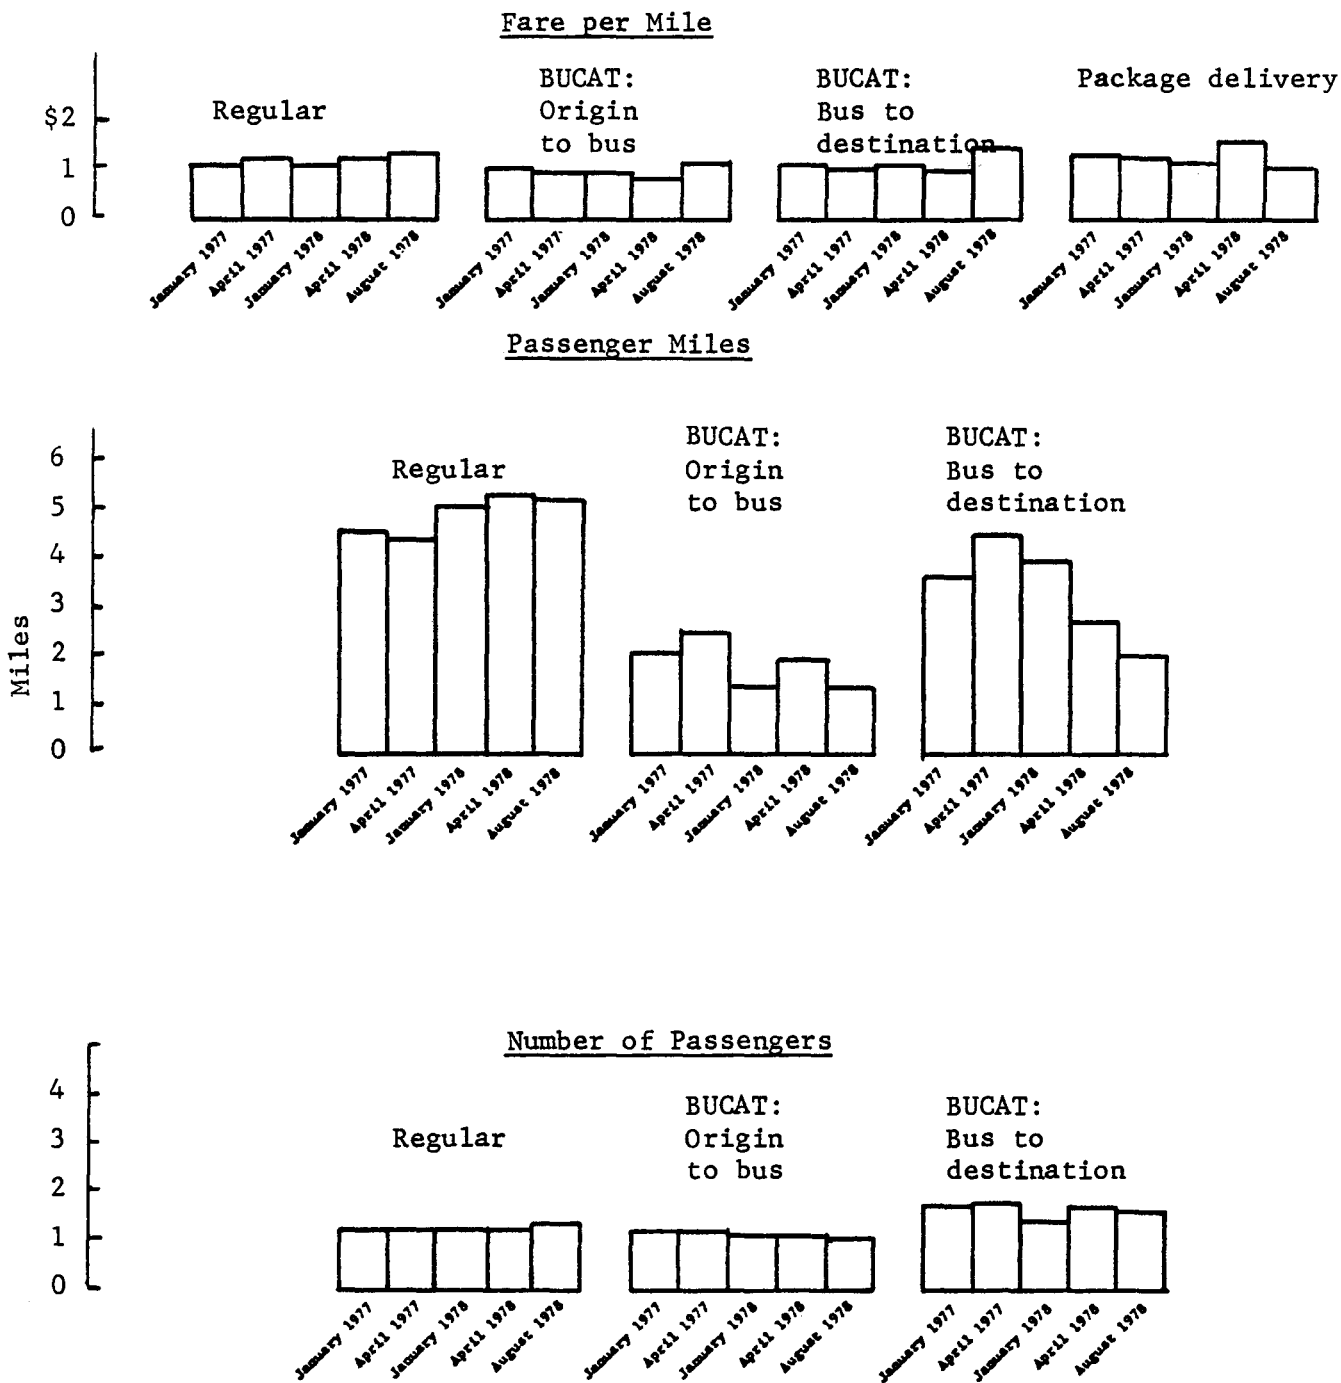 Fare per Mile
$2
1
0
Regular
BUCAT:
Origin
to bus
BUCAT:
Bus to
destination
Package delivery
January 1977
April 1977
January 1978
April 1978
August 1978
January 1977
April 1977
January 1978
April 1978
August 1978
January 1977
April 1977
January 1978
April 1978
August 1978
January 1977
April 1977
January 1978
April 1978
August 1978
Passenger Miles
Miles
6
5
4
3
2
1
0
Regular
BUCAT:
Origin
to bus
BUCAT:
Bus to
destination
January 1977
April 1977
January 1978
April 1978
August 1978
January 1977
April 1977
January 1978
April 1978
August 1978
January 1977
April 1977
January 1978
April 1978
August 1978
Number of Passengers
4
3
2
1
0
Regular
BUCAT:
Origin
to bus
BUCAT:
Bus to
destination
January 1977
April 1977
January 1978
April 1978
August 1978
January 1977
April 1977
January 1978
April 1978
August 1978
January 1977
April 1977
January 1978
April 1978
August 1978